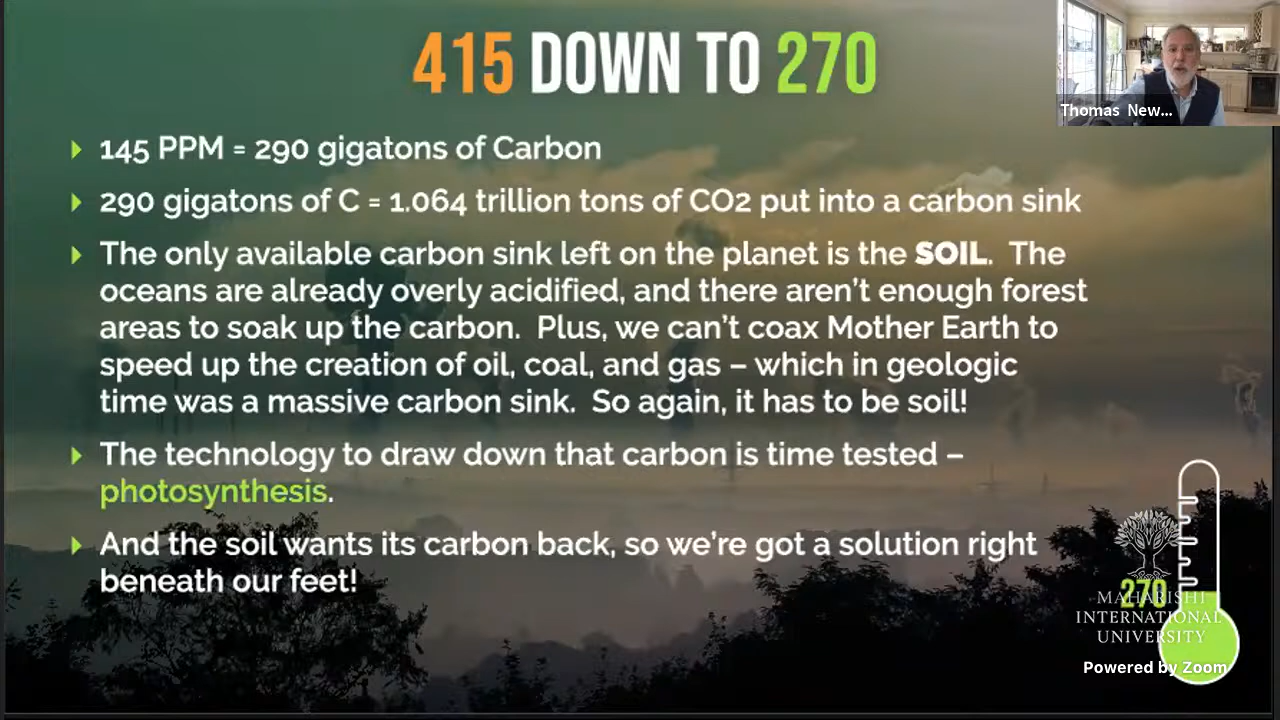 415 DOWN TO 270
Thomas New...
145 PPM = 290 gigatons of Carbon
290 gigatons of C = 1.064 trillion tons of CO2 put into a carbon sink
The only available carbon sink left on the planet is the SOIL. The
oceans are already overly acidified, and there aren't enough forest
areas to soak up the carbon. Plus, we can't coax Mother Earth to
speed up the creation of oil, coal, and gas – which in geologic
time was a massive carbon sink. So again, it has to be soil!
The technology to draw down that carbon is time tested –
photosynthesis.
And the soil wants its carbon back, so we're got a solution right
beneath our feet!
270
MAHARISHI
INTERNATIONAL
UNIVERSITY
Powered by Zoom